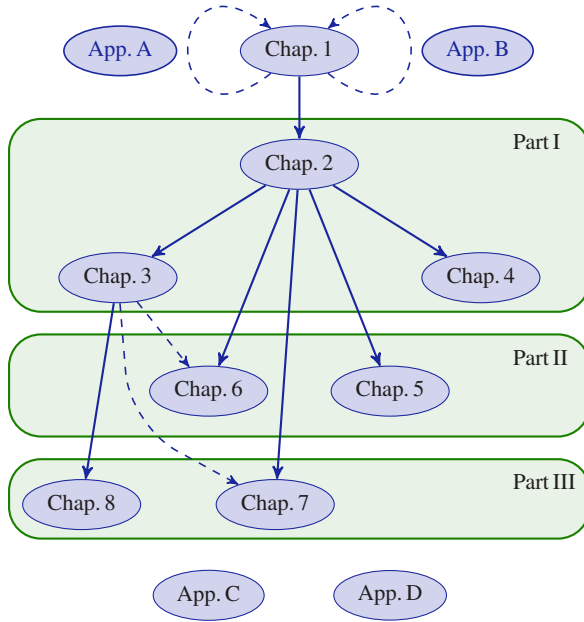 App. A
Chap. 1
App. B
Part I
Chap. 2
Chap. 3
Chap. 4
Part II
Chap. 6
Chap. 5
Part III
Chap. 8
Chap. 7
App. C
App. D